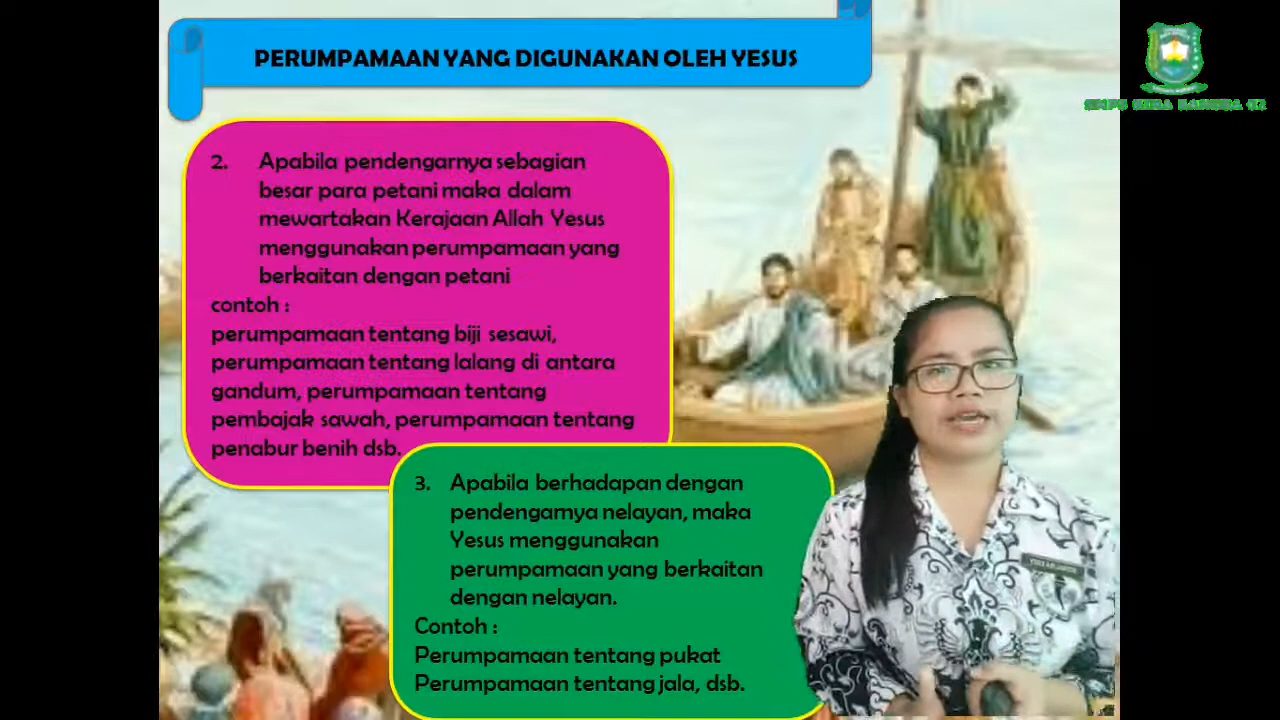 PERUMPAMAAN YANG DIGUNAKAN OLEH YESUS
2. Apabila pendengarnya sebagian
besar para petani maka dalam
mewartakan Kerajaan Allah Yesus
menggunakan perumpamaan yang
berkaitan dengan petani
contoh :
perumpamaan tentang biji sesawi,
perumpamaan tentang lalang di antara
gandum, perumpamaan tentang
pembajak sawah, perumpamaan tentang
penabur benih dsb.
3. Apabila berhadapan dengan
pendengarnya nelayan, maka
Yesus menggunakan
perumpamaan yang berkaitan
dengan nelayan.
Contoh :
Perumpamaan tentang pukat
Perumpamaan tentang jala, dsb.